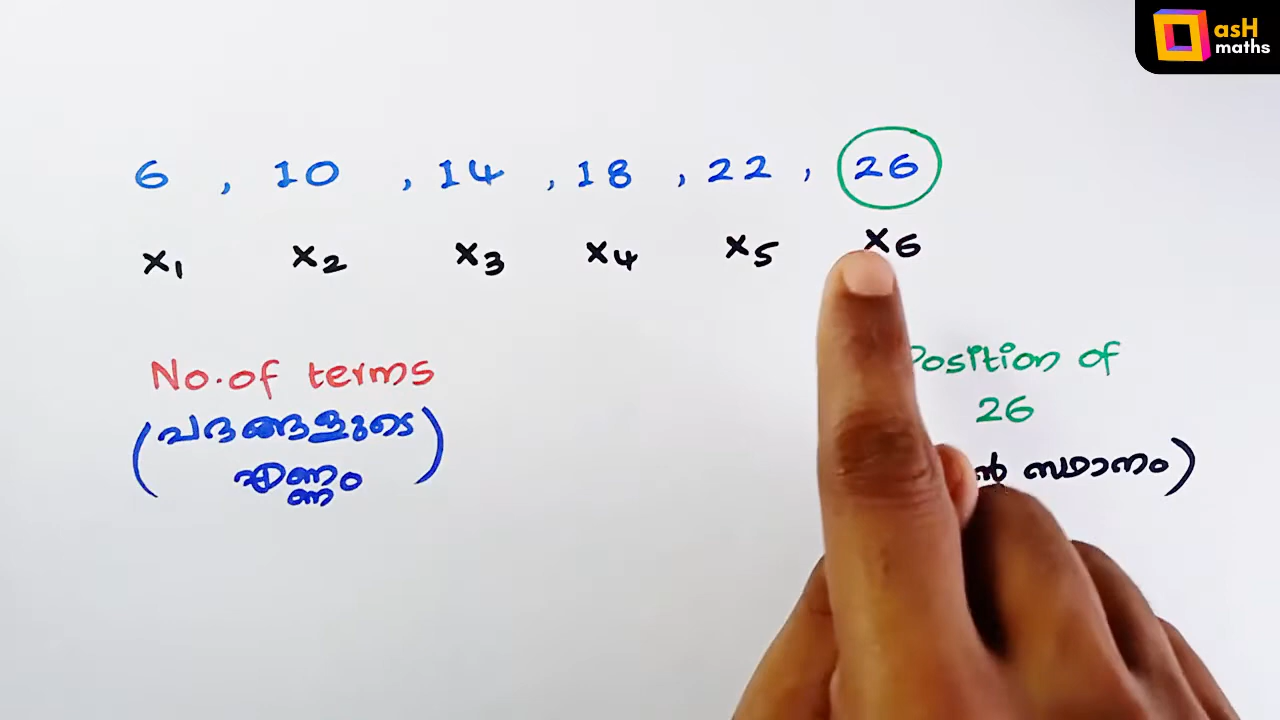 asH
maths
6 , 10 , 14 , 18 , 22 , 26
x1 x2 x3 x4 x5 x6
No.of terms
(പദങ്ങളുടെ
എണ്ണം)
Position of
26
സ്ഥാനം)